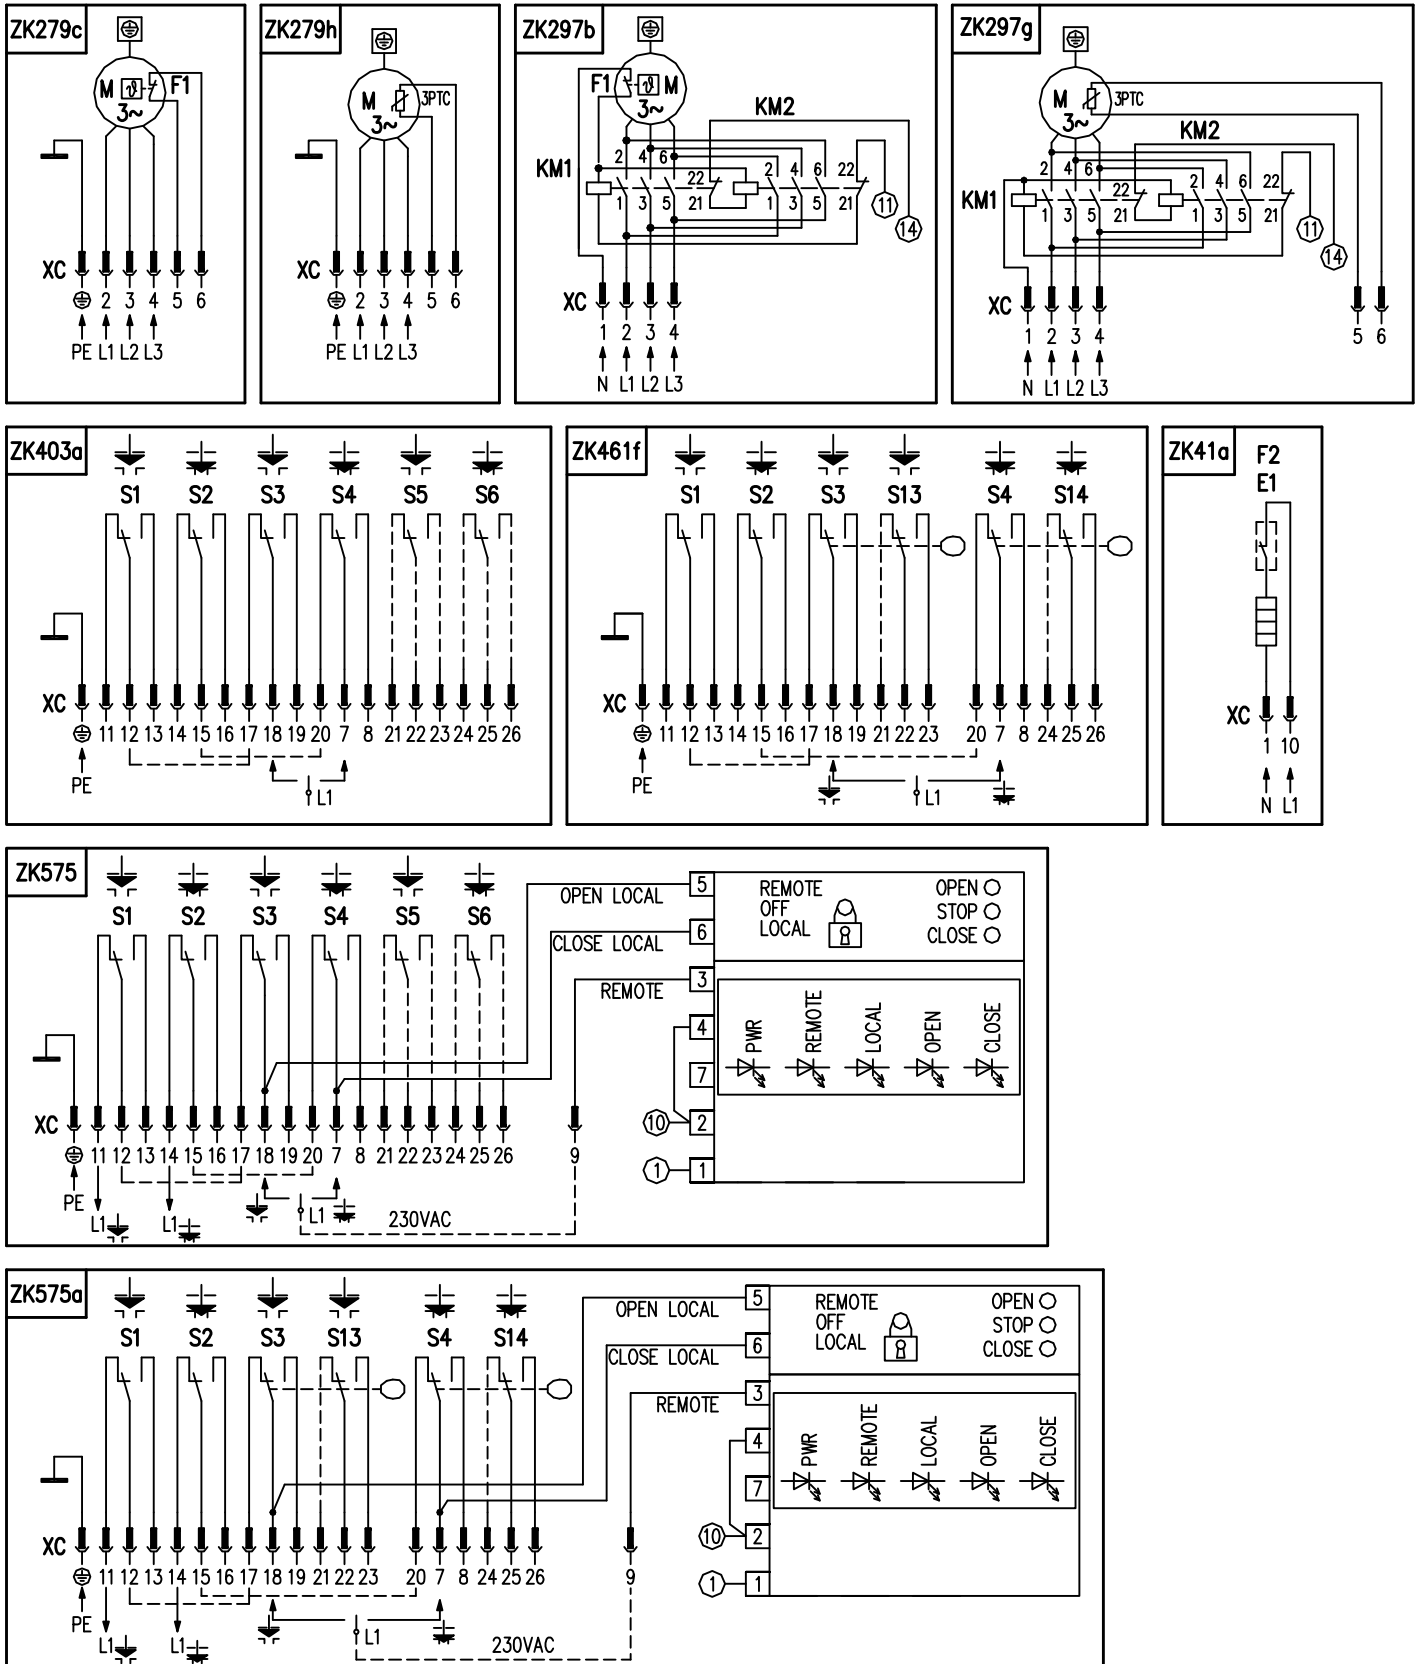 ZK279c
M ϑ F1
3~
XC
2 3 4 5 6
PE L1 L2 L3
ZK279h
M 3PTC
3~
XC
2 3 4 5 6
PE L1 L2 L3
ZK297b
F1 ϑ M
3~
KM2
2 4 6 22 2 4 6 22
KM1
1 3 5 21 1 3 5 21 11
14
XC
1 2 3 4
N L1 L2 L3
ZK297g
M 3PTC
3~
KM2
2 4 6 22 2 4 6 22
KM1
1 3 5 21 1 3 5 21 11
14
XC
1 2 3 4 5 6
N L1 L2 L3
ZK403a
S1 S2 S3 S4 S5 S6
XC
11 12 13 14 15 16 17 18 19 20 7 8 21 22 23 24 25 26
PE L1
ZK461f
S1 S2 S3 S13 S4 S14
XC
11 12 13 14 15 16 17 18 19 21 22 23 20 7 8 24 25 26
PE L1
ZK41a
F2
E1
XC
1 10
N L1
ZK575
S1 S2 S3 S4 S5 S6
OPEN LOCAL 5
CLOSE LOCAL 6
REMOTE 3
4
7
10 2
1 1
REMOTE
OFF
LOCAL
OPEN
STOP
CLOSE
PWR REMOTE LOCAL OPEN CLOSE
XC
11 12 13 14 15 16 17 18 19 20 7 8 21 22 23 24 25 26 9
PE
L1 L1 L1 230VAC
ZK575a
S1 S2 S3 S13 S4 S14
OPEN LOCAL 5
CLOSE LOCAL 6
REMOTE 3
4
7
10 2
1 1
REMOTE
OFF
LOCAL
OPEN
STOP
CLOSE
PWR REMOTE LOCAL OPEN CLOSE
XC
11 12 13 14 15 16 17 18 19 21 22 23 20 7 8 24 25 26 9
PE
L1 L1 L1 230VAC